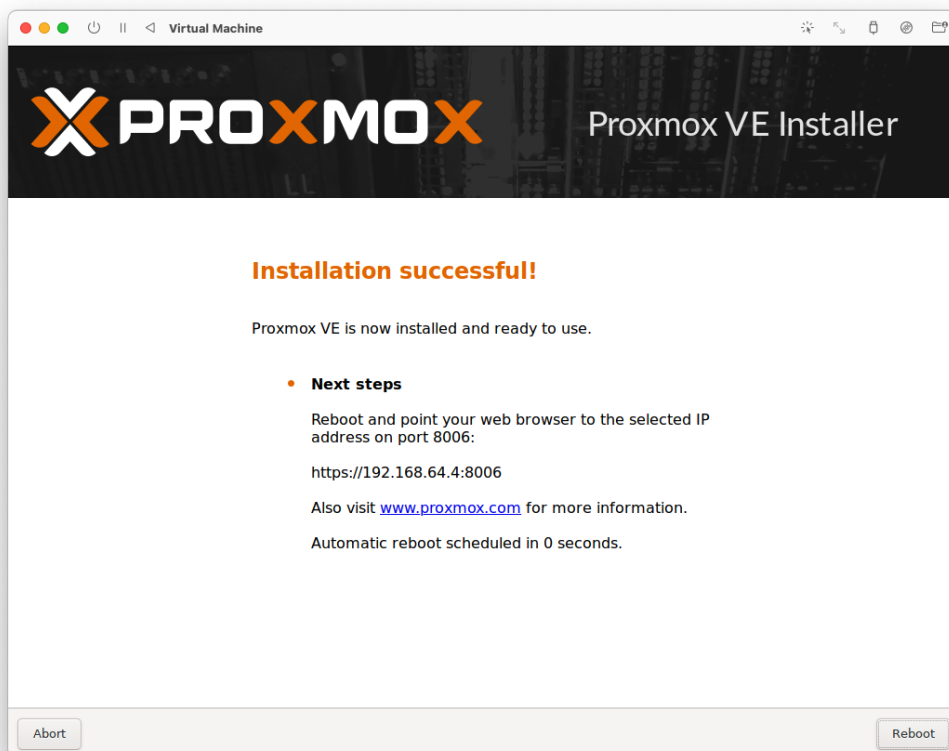 Virtual Machine
PROXMOX
Proxmox VE Installer
LL
Installation successful!
Proxmox VE is now installed and ready to use.
Next steps
Reboot and point your web browser to the selected IP
address on port 8006:
https://192.168.64.4:8006
Also visit www.proxmox.com for more information.
Automatic reboot scheduled in 0 seconds.
Abort
Reboot